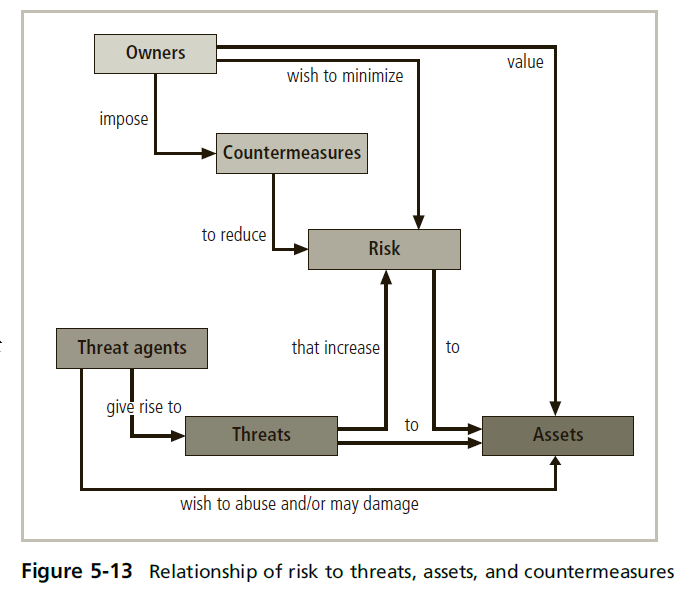 Owners
value
wish to minimize
impose
Countermeasures
to reduce
Risk
Threat agents
that increase
to
give rise to
to
Threats
Assets
wish to abuse and/or may damage
Figure 5-13 Relationship of risk to threats, assets, and countermeasures